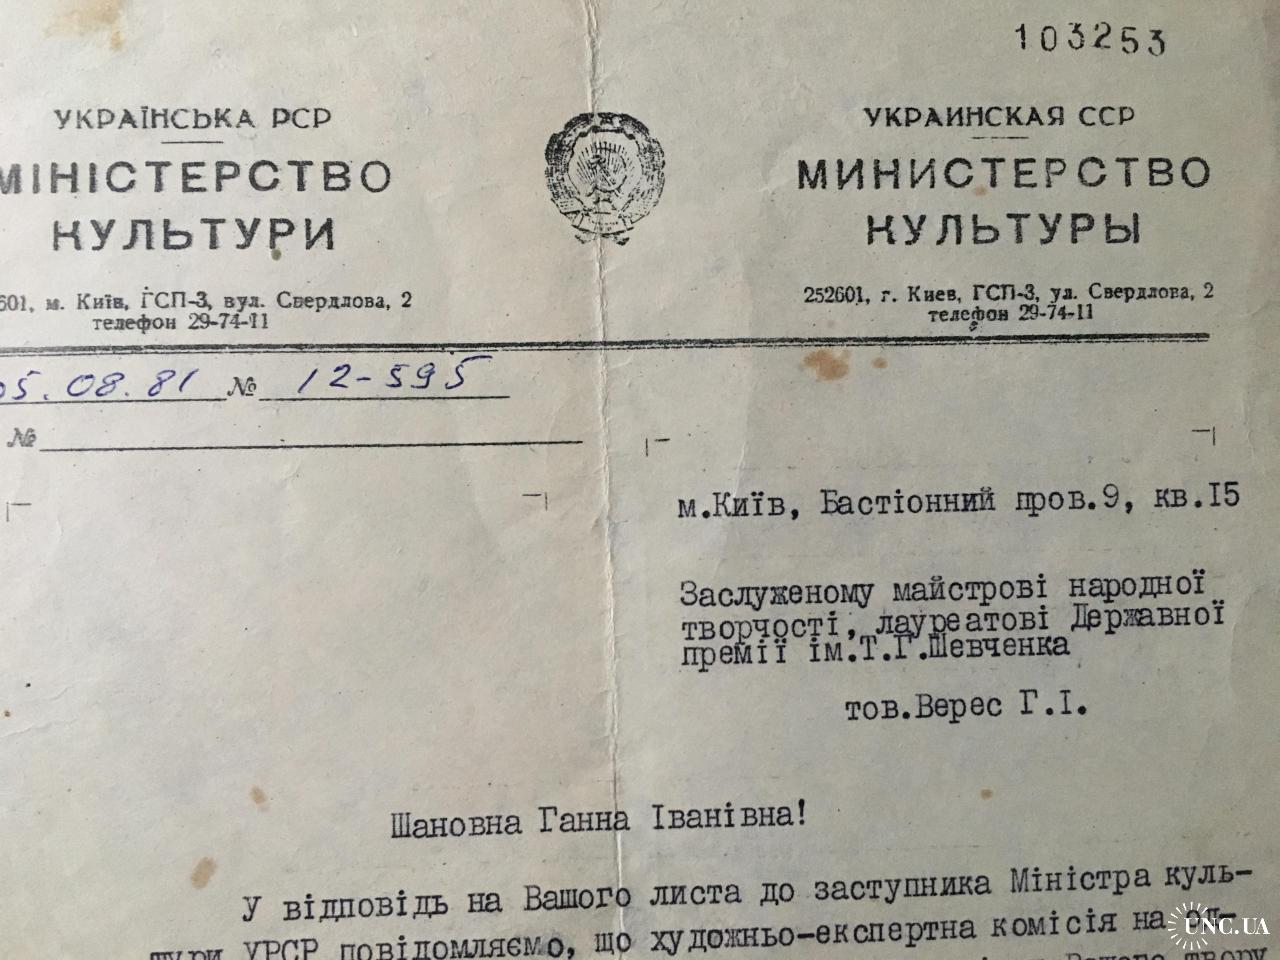 103253
УКРАЇНСЬКА РСР
МІНІСТЕРСТВО
КУЛЬТУРИ
601, м. Київ, ГСП-3, вул. Свердлова, 2
телефон 29-74-11
УКРАИНСКАЯ ССР
МИНИСТЕРСТВО
КУЛЬТУРЫ
252601, г. Киев, ГСП-3, ул. Свердлова, 2
телефон 29-74-11
05.08.81 № 12-595
№
м.Київ, Бастіонний пров.9, кв.І5
Заслуженому майстрові народної
творчості, лауреатові Державної
премії ім.Т.Г.Шевченка
тов.Верес Г.І.
Шановна Ганна Іванівна!
У відповідь на Вашого листа до заступника Міністра куль-
тури УРСР повідомляємо, що художньо-експертна комісія на
Вашого твору
UNC.UA